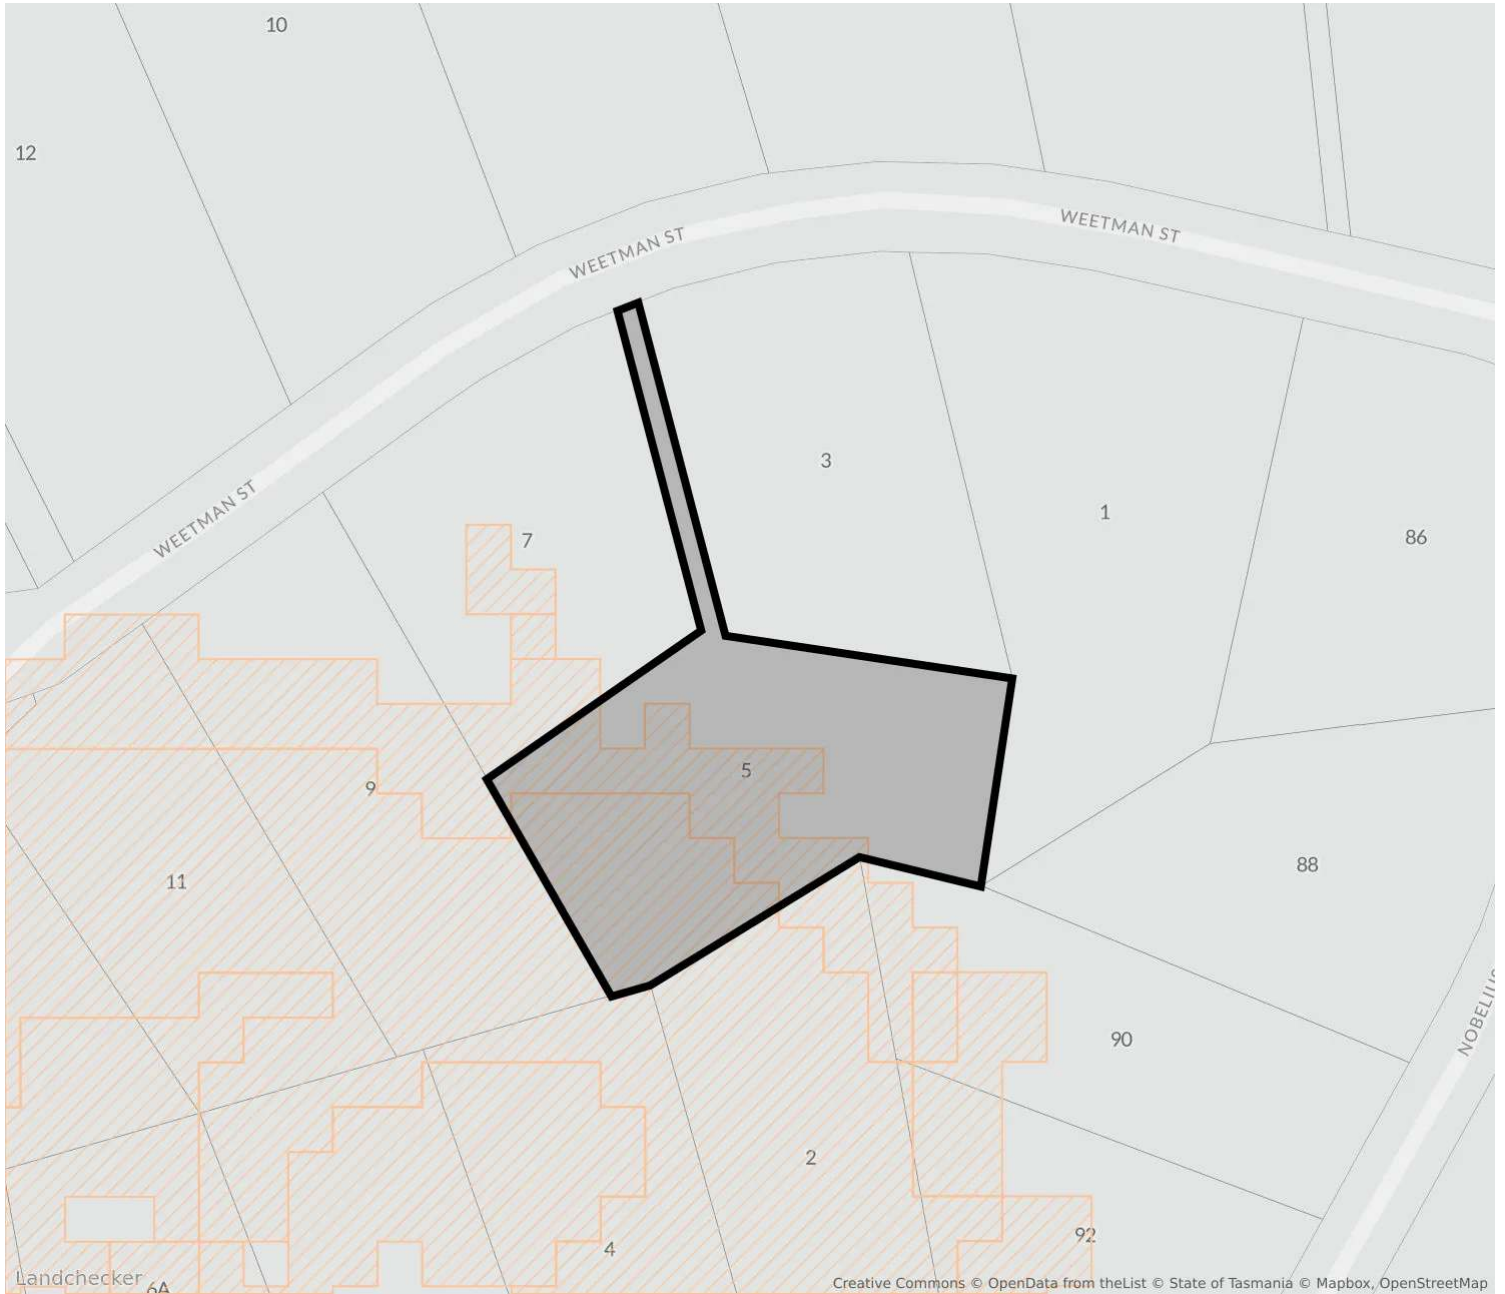 10
12
WEETMAN ST
WEETMAN ST
3
1
86
WEETMAN ST
7
5
9
88
11
90
NOBELIUS
2
92
4
Landchecker
6A
Creative Commons © OpenData from theList © State of Tasmania © Mapbox, OpenStreetMap